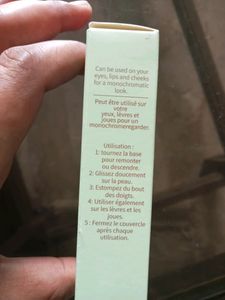 Can be used on your
eyes, lips and cheeks
for a monochromatic
look.
Peut être utilisé sur
votre
yeux, lèvres et
joues pour un
monochromeregarder.
Utilisation :
1: tournez la base
pour remonter
ou descendre.
2: Glissez doucement
sur la peau.
3: Estompez du bout
des doigts.
4: Utiliser également
sur les lèvres et les
joues.
5 : Fermez le couvercle
après chaque
utilisation.